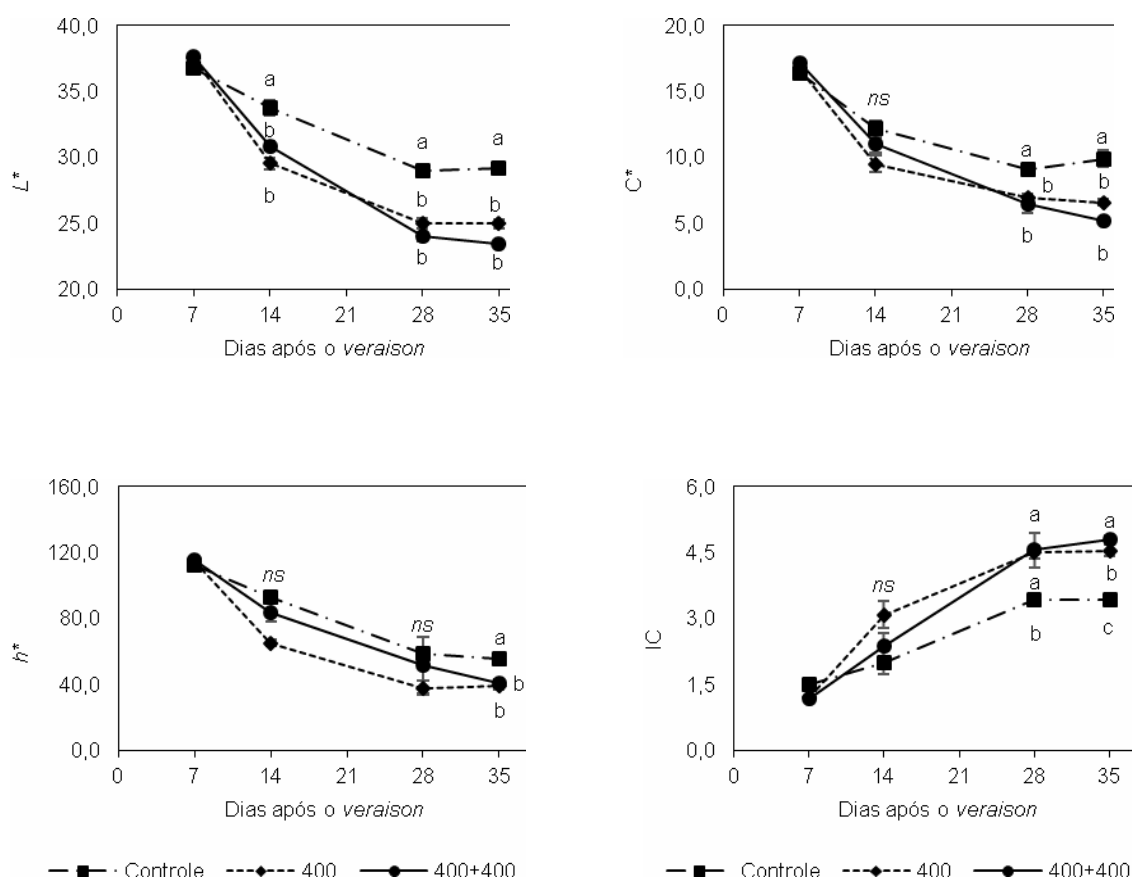 40,0
35,0
30,0
25,0
20,0
L*
a
b
b
a
b
b
a
b
b
0 7 14 21 28 35
Dias após o veraison
20,0
15,0
10,0
5,0
0,0
C*
ns
a
b
b
a
b
b
0 7 14 21 28 35
Dias após o veraison
160,0
120,0
80,0
40,0
0,0
h*
ns
ns
a
b
b
0 7 14 21 28 35
Dias após o veraison
6,0
4,5
3,0
1,5
0,0
IC
ns
a
a
b
a
b
c
0 7 14 21 28 35
Dias após o veraison
Controle 400 400+400
Controle 400 400+400